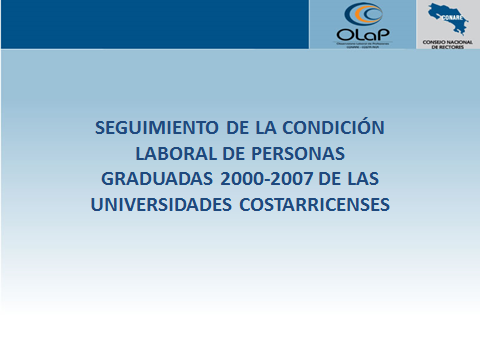 OLaP
CONARE
CONSEJO NACIONAL
DE RECTORES
SEGUIMIENTO DE LA CONDICIÓN
LABORAL DE PERSONAS
GRADUADAS 2000-2007 DE LAS
UNIVERSIDADES COSTARRICENSES